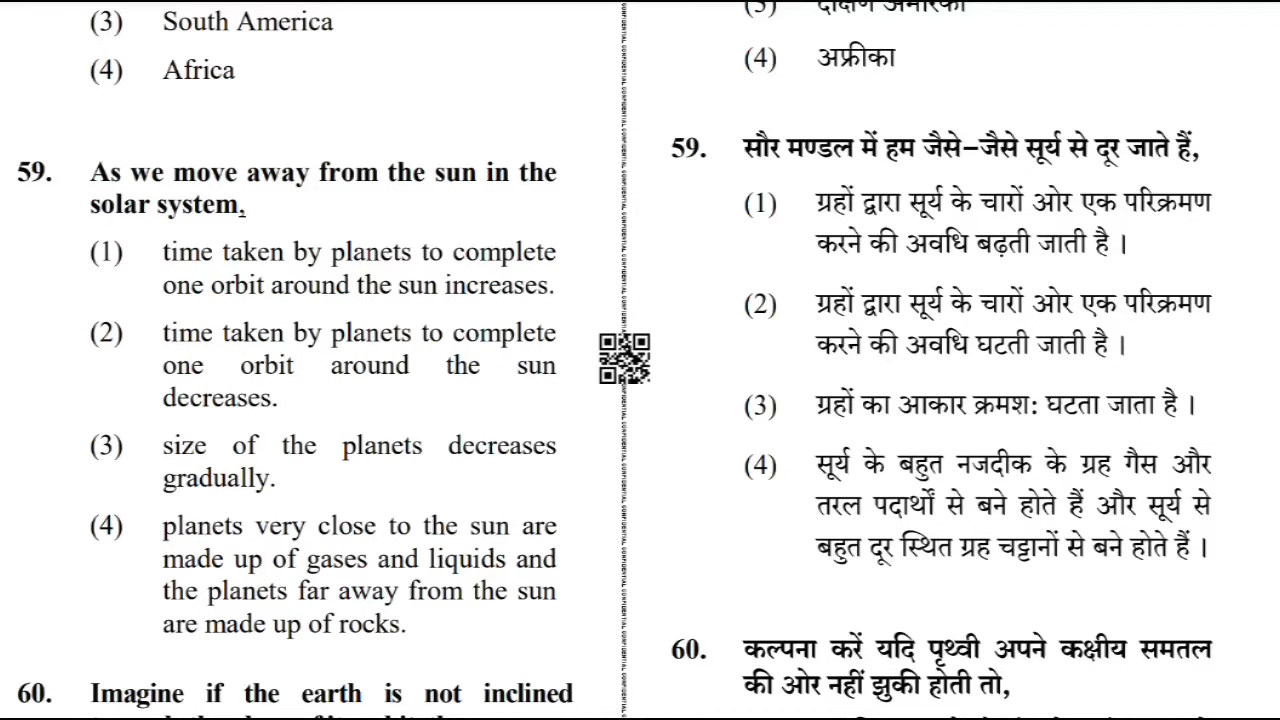 (3) South America
(4) Africa
59. As we move away from the sun in the
solar system,
(1) time taken by planets to complete
one orbit around the sun increases.
(2) time taken by planets to complete
one orbit around the sun
decreases.
(3) size of the planets decreases
gradually.
(4) planets very close to the sun are
made up of gases and liquids and
the planets far away from the sun
are made up of rocks.
60. Imagine if the earth is not inclined
(4) अफ्रीका
59. सौर मण्डल में हम जैसे–जैसे सूर्य से दूर जाते हैं,
(1) ग्रहों द्वारा सूर्य के चारों ओर एक परिक्रमण
करने की अवधि बढ़ती जाती है ।
(2) ग्रहों द्वारा सूर्य के चारों ओर एक परिक्रमण
करने की अवधि घटती जाती है ।
(3) ग्रहों का आकार क्रमश: घटता जाता है ।
(4) सूर्य के बहुत नजदीक के ग्रह गैस और
तरल पदार्थों से बने होते हैं और सूर्य से
बहुत दूर स्थित ग्रह चट्टानों से बने होते हैं ।
60. कल्पना करें यदि पृथ्वी अपने कक्षीय समतल
की ओर नहीं झुकी होती तो,